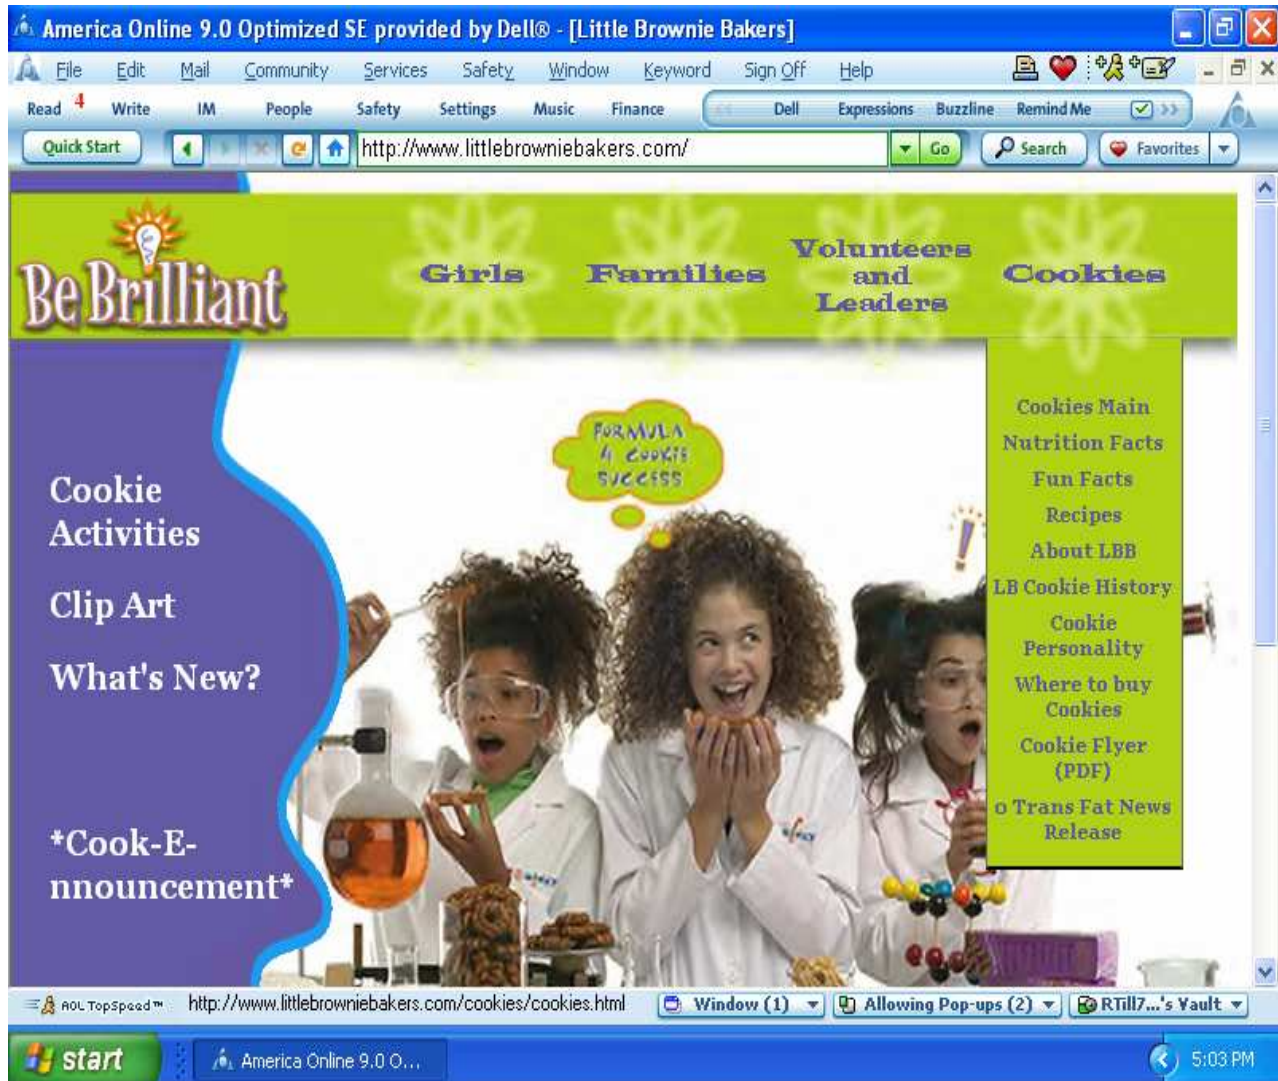 America Online 9.0 Optimized SE provided by Dell® - [Little Brownie Bakers]
File Edit Mail Community Services Safety Window Keyword Sign Off Help
Read 4 Write IM People Safety Settings Music Finance Dell Expressions Buzzline Remind Me
Quick Start http://www.littlebrowniebakers.com/ Go Search Favorites
Be Brilliant
Girls
Families
Volunteers
and
Leaders
Cookies
Cookies Main
Nutrition Facts
Fun Facts
Recipes
About LBB
LB Cookie History
Cookie
Personality
Where to buy
Cookies
Cookie Flyer
(PDF)
0 Trans Fat News
Release
FORMULA
4 COOKIE
SUCCESS
Cookie
Activities
Clip Art
What's New?
*Cook-E-
nnouncement*
AOL TopSpeed™ http://www.littlebrowniebakers.com/cookies/cookies.html Window (1) Allowing Pop-ups (2) RTill7...'s Vault
start America Online 9.0 O... 5:03 PM